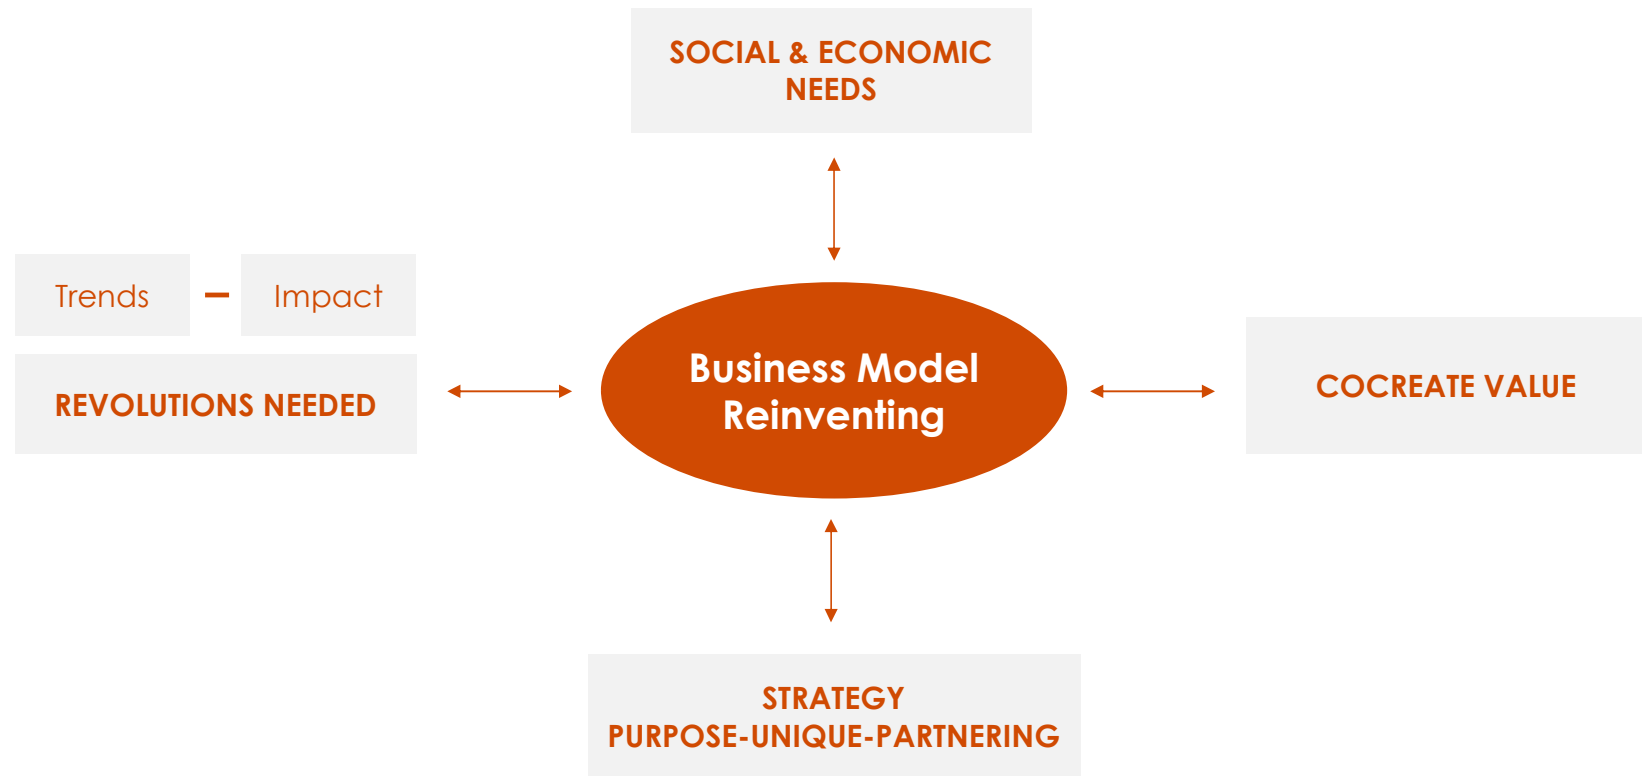 SOCIAL & ECONOMIC
NEEDS
Trends – Impact
REVOLUTIONS NEEDED
Business Model
Reinventing
COCREATE VALUE
STRATEGY
PURPOSE-UNIQUE-PARTNERING